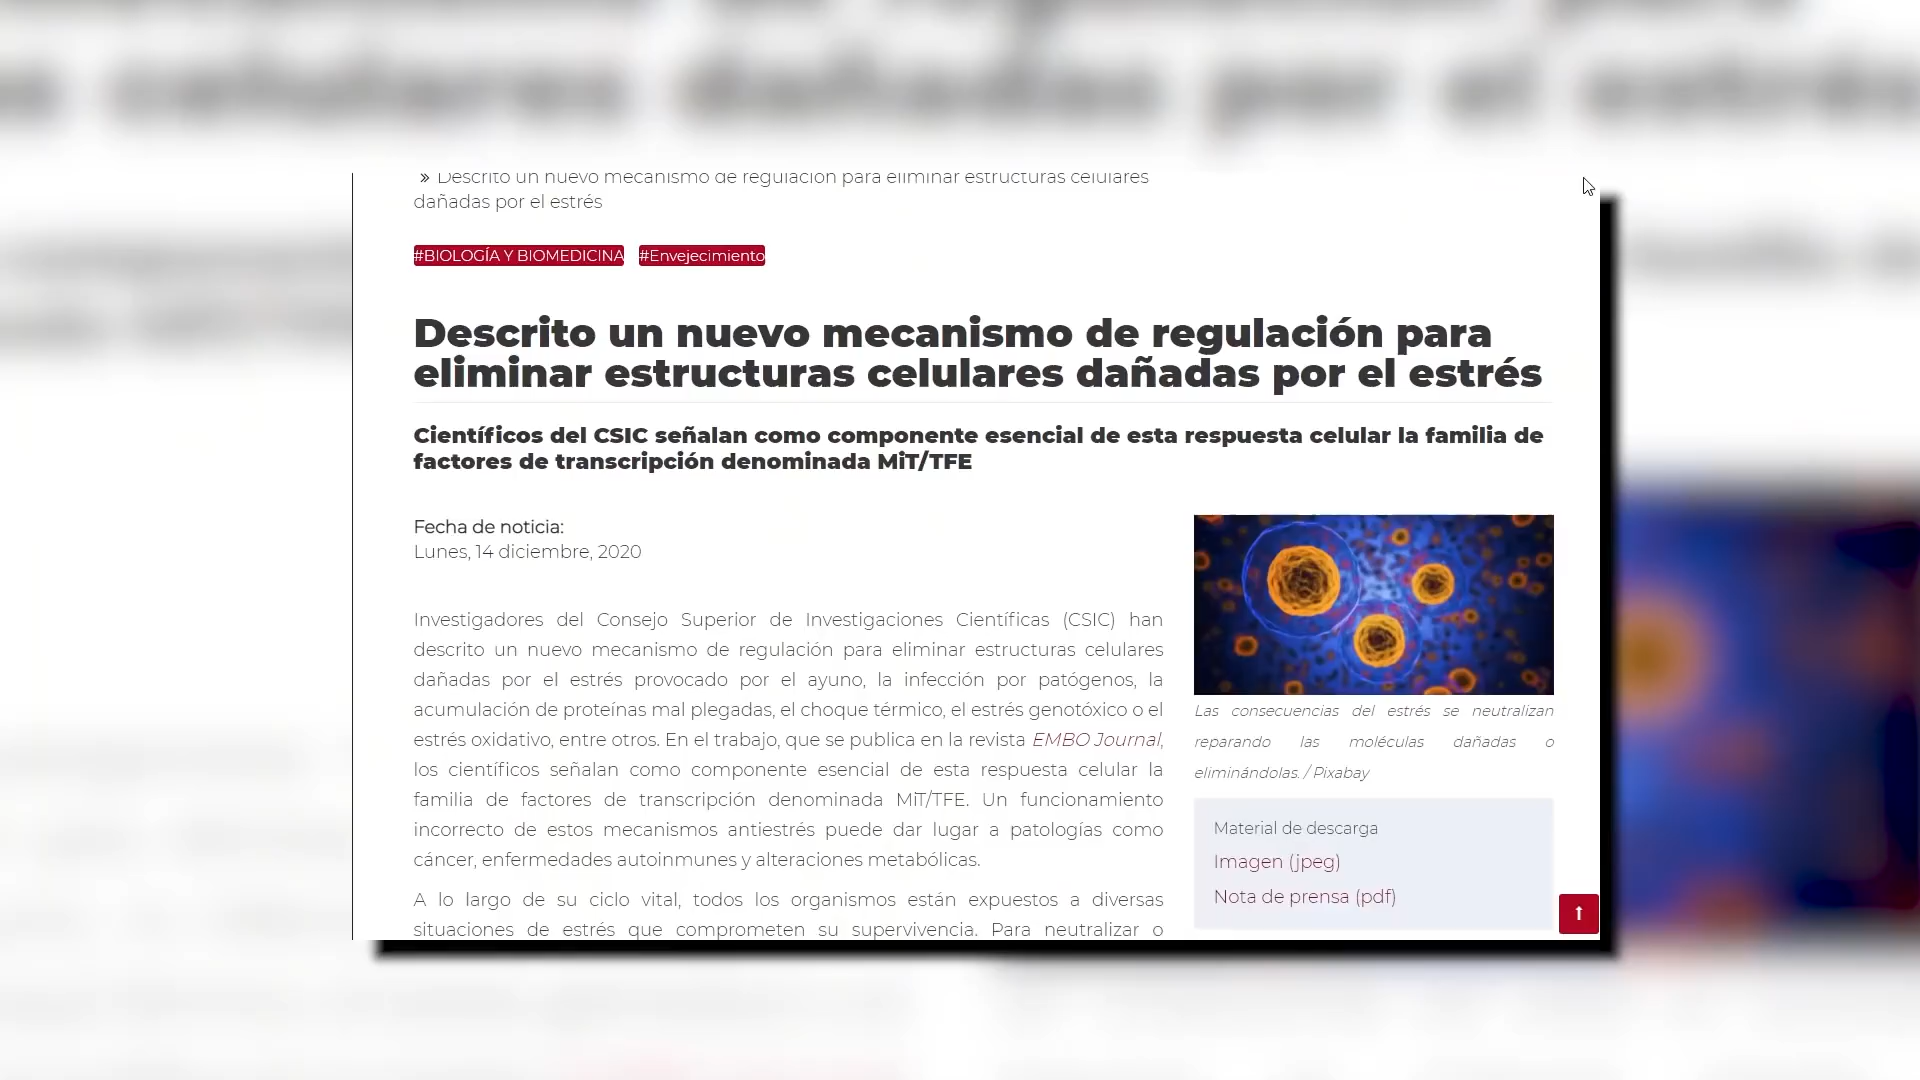 » Descrito un nuevo mecanismo de regulación para eliminar estructuras celulares
dañadas por el estrés
#BIOLOGÍA Y BIOMEDICINA #Envejecimiento
Descrito un nuevo mecanismo de regulación para
eliminar estructuras celulares dañadas por el estrés
Científicos del CSIC señalan como componente esencial de esta respuesta celular la familia de
factores de transcripción denominada MiT/TFE
Fecha de noticia:
Lunes, 14 diciembre, 2020
Investigadores del Consejo Superior de Investigaciones Científicas (CSIC) han
descrito un nuevo mecanismo de regulación para eliminar estructuras celulares
dañadas por el estrés provocado por el ayuno, la infección por patógenos, la
acumulación de proteínas mal plegadas, el choque térmico, el estrés genotóxico o el
estrés oxidativo, entre otros. En el trabajo, que se publica en la revista EMBO Journal,
los científicos señalan como componente esencial de esta respuesta celular la
familia de factores de transcripción denominada MiT/TFE. Un funcionamiento
incorrecto de estos mecanismos antiestrés puede dar lugar a patologías como
cáncer, enfermedades autoinmunes y alteraciones metabólicas.
A lo largo de su ciclo vital, todos los organismos están expuestos a diversas
situaciones de estrés que comprometen su supervivencia. Para neutralizar o
Las consecuencias del estrés se neutralizan
reparando las moléculas dañadas o
eliminándolas. / Pixabay
Material de descarga
Imagen (jpeg)
Nota de prensa (pdf)